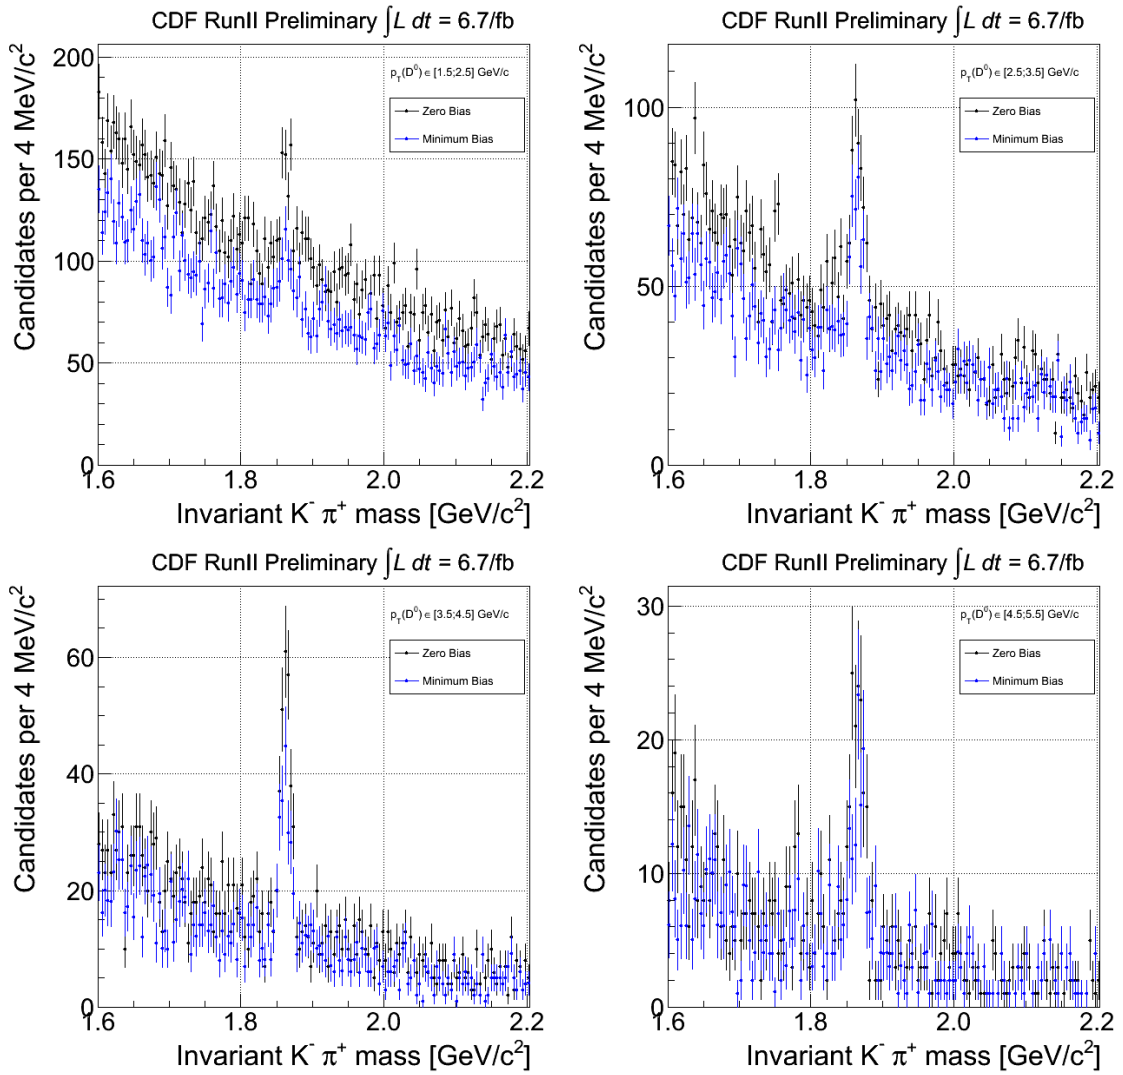 CDF RunII Preliminary ∫L dt = 6.7/fb
Candidates per 4 MeV/c²
200
150
100
50
0
p_T(D⁰) ∈ [1.5;2.5] GeV/c
Zero Bias
Minimum Bias
1.6 1.8 2.0 2.2
Invariant K⁻ π⁺ mass [GeV/c²]
CDF RunII Preliminary ∫L dt = 6.7/fb
Candidates per 4 MeV/c²
100
50
0
p_T(D⁰) ∈ [2.5;3.5] GeV/c
Zero Bias
Minimum Bias
1.6 1.8 2.0 2.2
Invariant K⁻ π⁺ mass [GeV/c²]
CDF RunII Preliminary ∫L dt = 6.7/fb
Candidates per 4 MeV/c²
60
40
20
0
p_T(D⁰) ∈ [3.5;4.5] GeV/c
Zero Bias
Minimum Bias
1.6 1.8 2.0 2.2
Invariant K⁻ π⁺ mass [GeV/c²]
CDF RunII Preliminary ∫L dt = 6.7/fb
Candidates per 4 MeV/c²
30
20
10
0
p_T(D⁰) ∈ [4.5;5.5] GeV/c
Zero Bias
Minimum Bias
1.6 1.8 2.0 2.2
Invariant K⁻ π⁺ mass [GeV/c²]